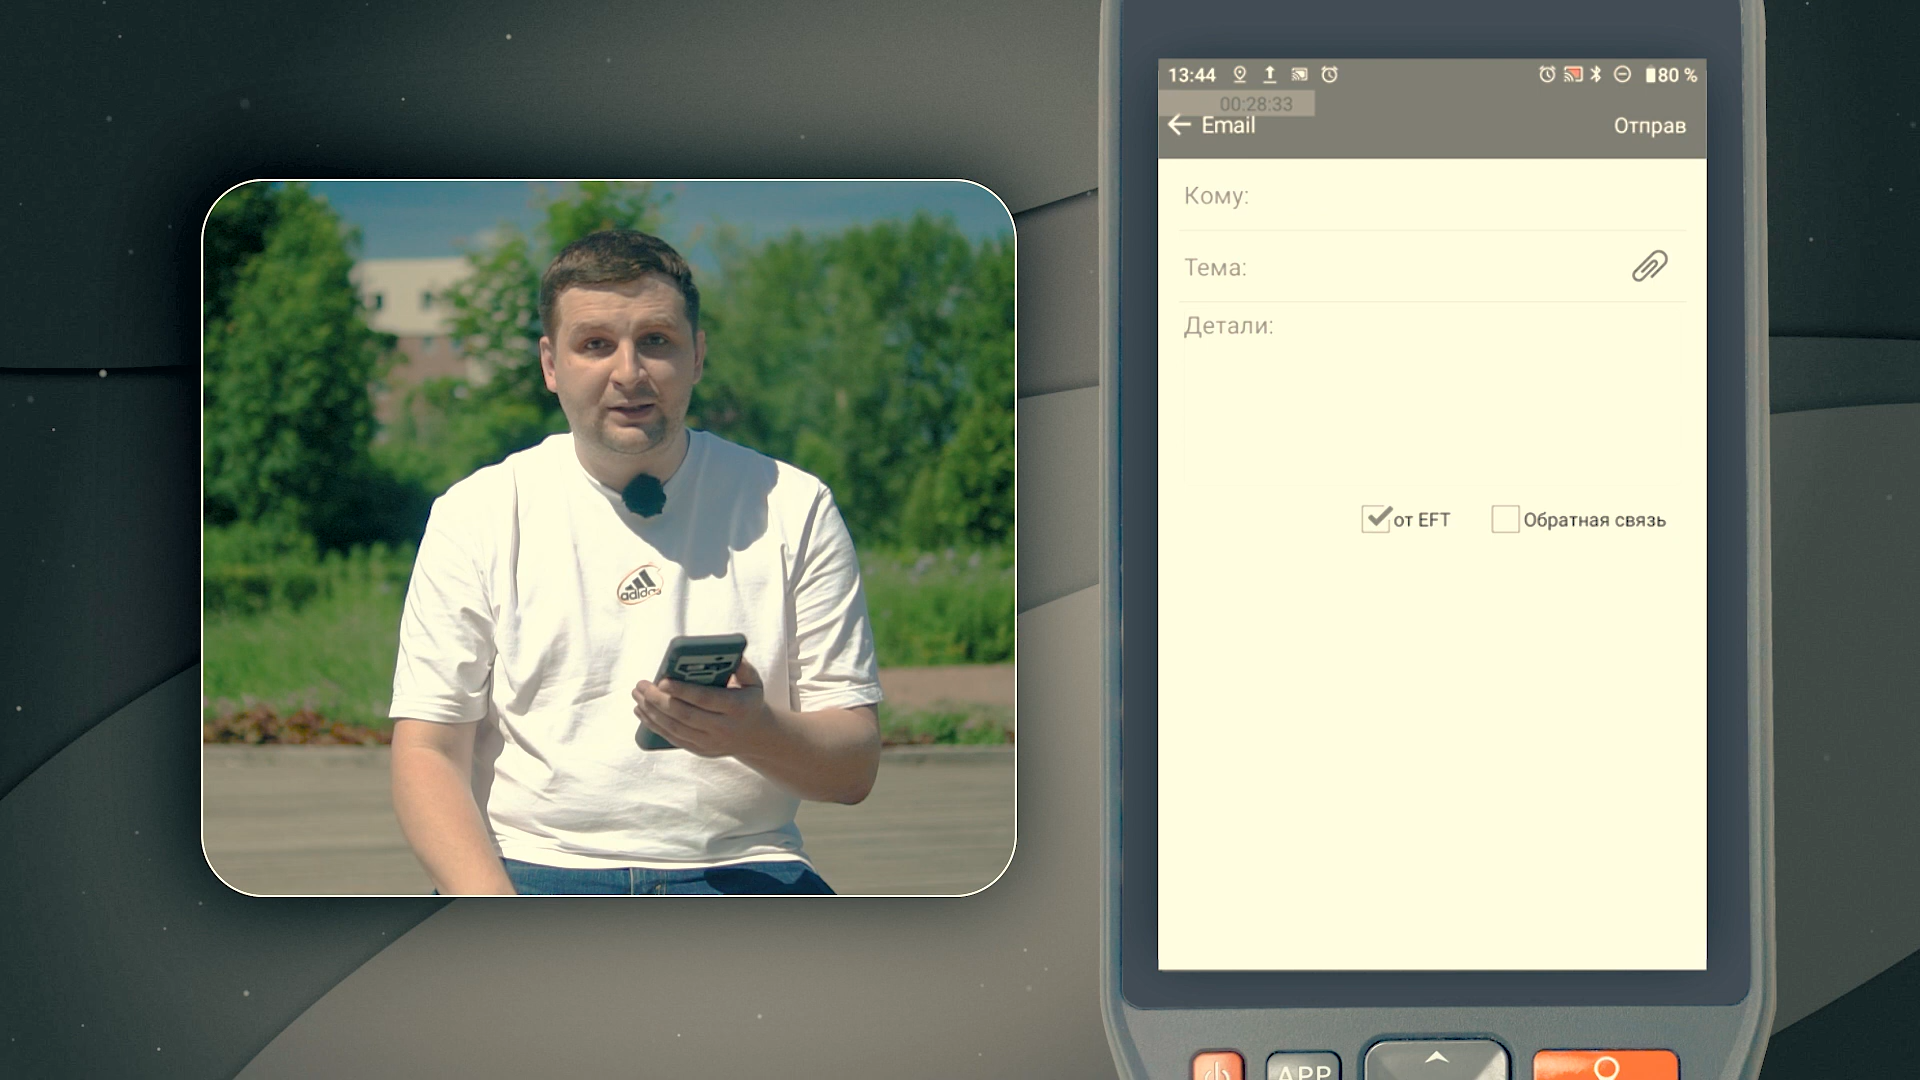 adidas
13:44
80 %
00:28:33
Email
Отправ
Кому:
Тема:
Детали:
от EFT
Обратная связь
APP